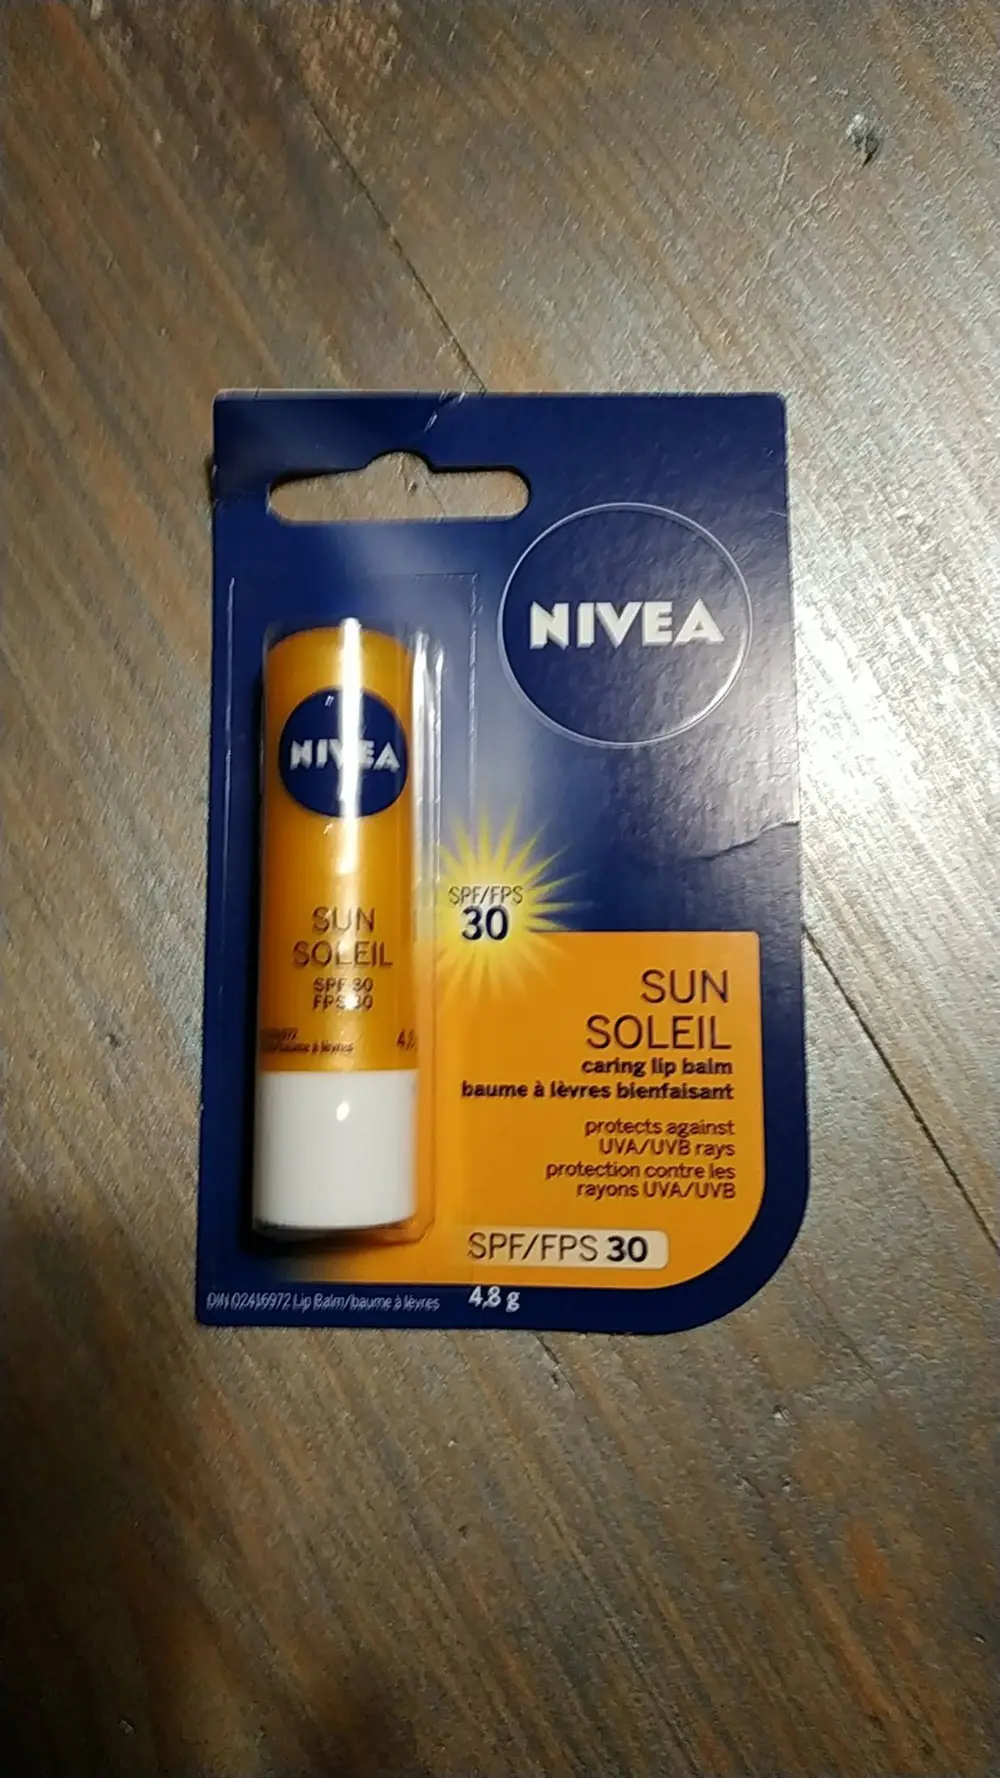 NIVEA
NIVEA
SPF/FPS
30
SUN
SOLEIL
SPF 30
FPS 30
baume à lèvres
SUN
SOLEIL
caring lip balm
baume à lèvres bienfaisant
protects against
UVA/UVB rays
protection contre les
rayons UVA/UVB
SPF/FPS 30
DIN 02416972 Lip Balm/baume à lèvres
4,8 g